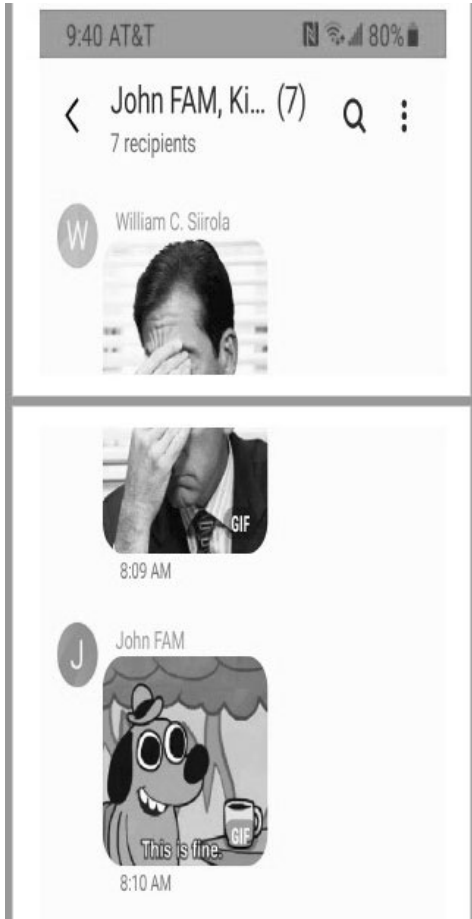 9:40 AT&T 80%
John FAM, Ki... (7)
7 recipients
W
William C. Siirola
GIF
8:09 AM
J
John FAM
This is fine.
GIF
8:10 AM